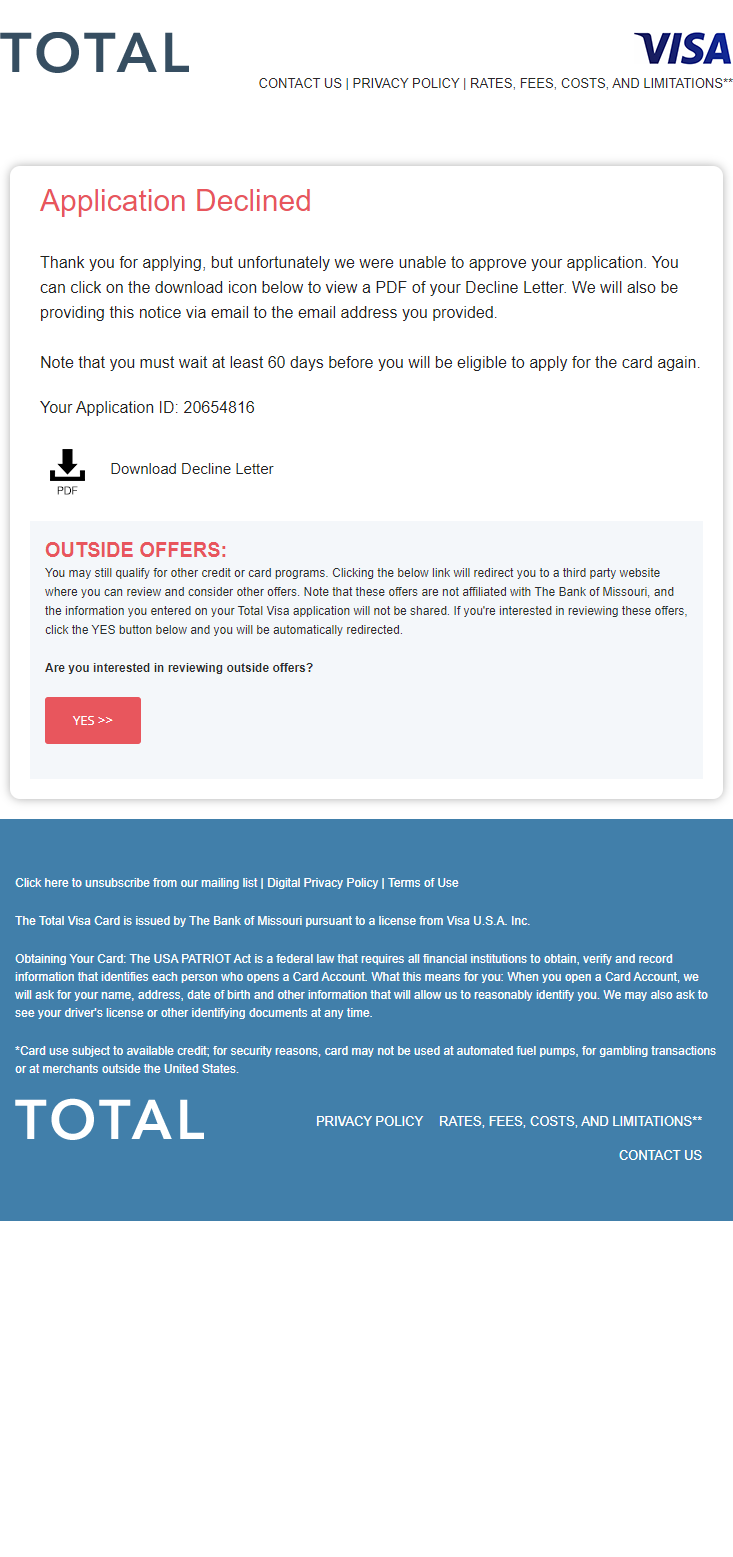 TOTAL
VISA
CONTACT US | PRIVACY POLICY | RATES, FEES, COSTS, AND LIMITATIONS**
Application Declined
Thank you for applying, but unfortunately we were unable to approve your application. You
can click on the download icon below to view a PDF of your Decline Letter. We will also be
providing this notice via email to the email address you provided.
Note that you must wait at least 60 days before you will be eligible to apply for the card again.
Your Application ID: 20654816
PDF
Download Decline Letter
OUTSIDE OFFERS:
You may still qualify for other credit or card programs. Clicking the below link will redirect you to a third party website
where you can review and consider other offers. Note that these offers are not affiliated with The Bank of Missouri, and
the information you entered on your Total Visa application will not be shared. If you're interested in reviewing these offers,
click the YES button below and you will be automatically redirected.
Are you interested in reviewing outside offers?
YES >>
Click here to unsubscribe from our mailing list | Digital Privacy Policy | Terms of Use
The Total Visa Card is issued by The Bank of Missouri pursuant to a license from Visa U.S.A. Inc.
Obtaining Your Card: The USA PATRIOT Act is a federal law that requires all financial institutions to obtain, verify and record
information that identifies each person who opens a Card Account. What this means for you: When you open a Card Account, we
will ask for your name, address, date of birth and other information that will allow us to reasonably identify you. We may also ask to
see your driver's license or other identifying documents at any time.
*Card use subject to available credit; for security reasons, card may not be used at automated fuel pumps, for gambling transactions
or at merchants outside the United States.
TOTAL
PRIVACY POLICY RATES, FEES, COSTS, AND LIMITATIONS**
CONTACT US